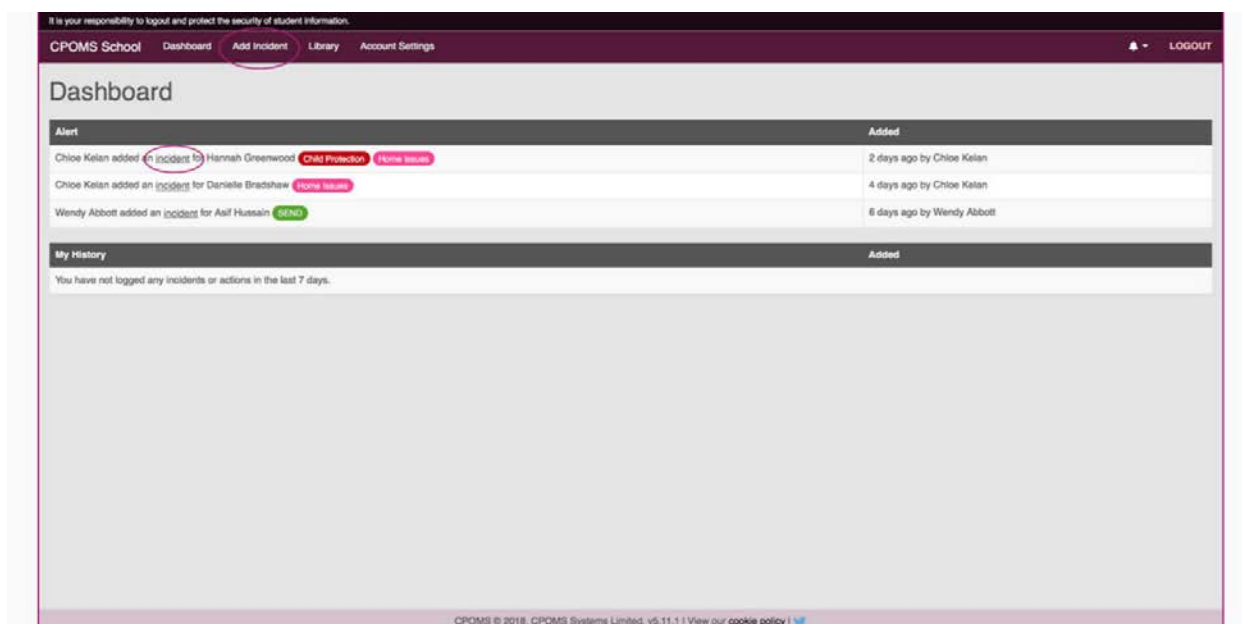 It is your responsibility to logout and protect the security of student information.
CPOMS School Dashboard Add Incident Library Account Settings LOGOUT
Dashboard
Alert Added
Chloe Kelan added an incident for Hannah Greenwood Child Protection Home Issues 2 days ago by Chloe Kelan
Chloe Kelan added an incident for Danielle Bradshaw Home Issues 4 days ago by Chloe Kelan
Wendy Abbott added an incident for Asif Hussain SEND 6 days ago by Wendy Abbott
My History Added
You have not logged any incidents or actions in the last 7 days.
CPOMS © 2018. CPOMS Systems Limited. v5.11.1 | View our cookie policy |